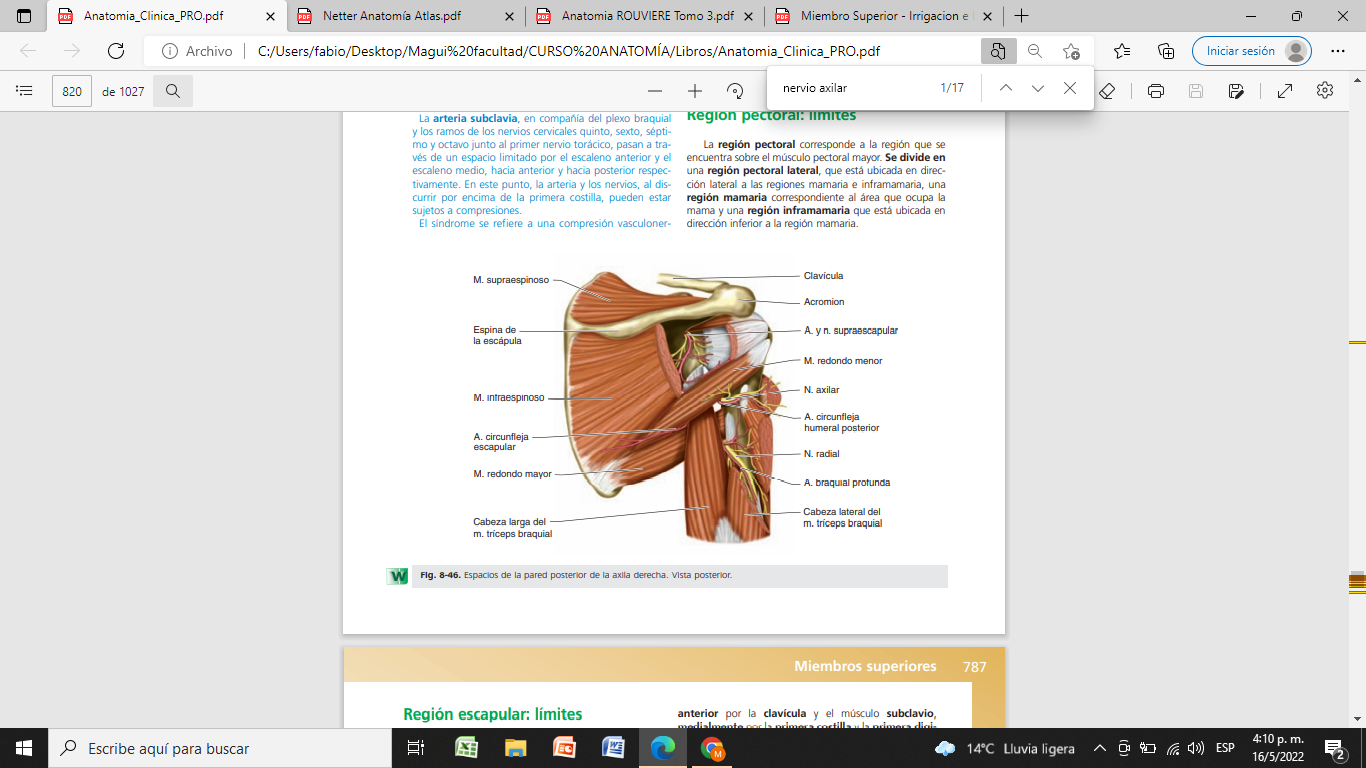 Anatomia_Clinica_PRO.pdf
Netter Anatomía Atlas.pdf
Anatomia ROUVIERE Tomo 3.pdf
Miembro Superior - Irrigacion e I
Archivo
C:/Users/fabio/Desktop/Magui%20facultad/CURSO%20ANATOMÍA/Libros/Anatomia_Clinica_PRO.pdf
Iniciar sesión
820
de 1027
nervio axilar
1/17
La arteria subclavia, en compañía del plexo braquial
y los ramos de los nervios cervicales quinto, sexto, sépti-
mo y octavo junto al primer nervio torácico, pasan a tra-
vés de un espacio limitado por el escaleno anterior y el
escaleno medio, hacia anterior y hacia posterior respec-
tivamente. En este punto, la arteria y los nervios, al dis-
currir por encima de la primera costilla, pueden estar
sujetos a compresiones.
El síndrome se refiere a una compresión vasculoner-
Región pectoral: límites
La región pectoral corresponde a la región que se
encuentra sobre el músculo pectoral mayor. Se divide en
una región pectoral lateral, que está ubicada en direc-
ción lateral a las regiones mamaria e inframamaria, una
región mamaria correspondiente al área que ocupa la
mama y una región inframamaria que está ubicada en
dirección inferior a la región mamaria.
M. supraespinoso
Espina de
la escápula
M. infraespinoso
A. circunfleja
escapular
M. redondo mayor
Cabeza larga del
m. tríceps braquial
Clavícula
Acromion
A. y n. supraescapular
M. redondo menor
N. axilar
A. circunfleja
humeral posterior
N. radial
A. braquial profunda
Cabeza lateral del
m. tríceps braquial
W
Fig. 8-46. Espacios de la pared posterior de la axila derecha. Vista posterior.
Miembros superiores 787
Región escapular: límites
anterior por la clavícula y el músculo subclavio,
medialmente por la primera costilla y la primera digi-
Escribe aquí para buscar
M
14°C Lluvia ligera
ESP
4:10 p. m.
16/5/2022
2